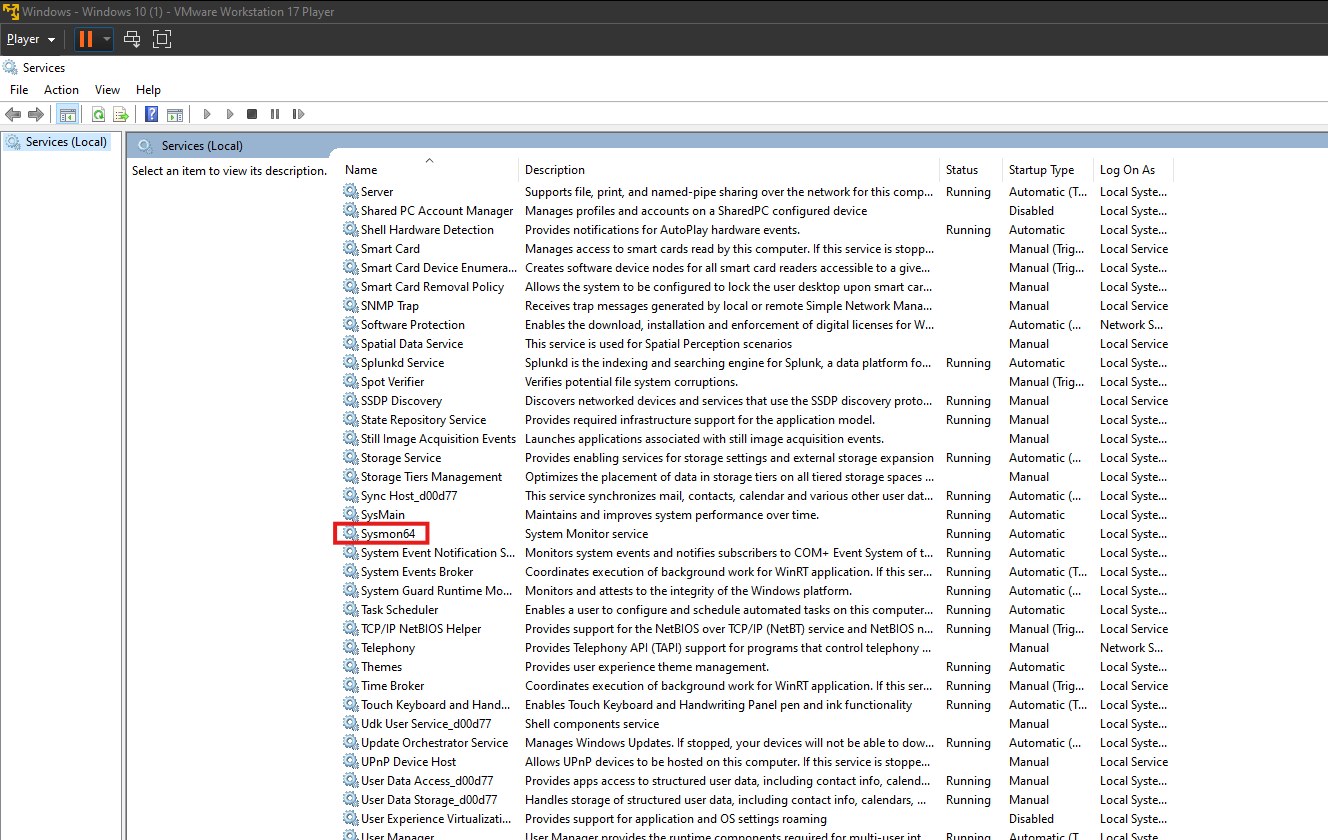 Windows - Windows 10 (1) - VMware Workstation 17 Player
Player
Services
File Action View Help
Services (Local)
Services (Local)
Select an item to view its description.
Name Description Status Startup Type Log On As
Server Supports file, print, and named-pipe sharing over the network for this comp... Running Automatic (T... Local Syste...
Shared PC Account Manager Manages profiles and accounts on a SharedPC configured device Disabled Local Syste...
Shell Hardware Detection Provides notifications for AutoPlay hardware events. Running Automatic Local Syste...
Smart Card Manages access to smart cards read by this computer. If this service is stopp... Manual (Trig... Local Service
Smart Card Device Enumera... Creates software device nodes for all smart card readers accessible to a give... Manual (Trig... Local Syste...
Smart Card Removal Policy Allows the system to be configured to lock the user desktop upon smart car... Manual Local Syste...
SNMP Trap Receives trap messages generated by local or remote Simple Network Mana... Manual Local Service
Software Protection Enables the download, installation and enforcement of digital licenses for W... Automatic (... Network S...
Spatial Data Service This service is used for Spatial Perception scenarios Manual Local Syste...
Splunkd Service Splunkd is the indexing and searching engine for Splunk, a data platform fo... Running Automatic Local Syste...
Spot Verifier Verifies potential file system corruptions. Manual (Trig... Local Syste...
SSDP Discovery Discovers networked devices and services that use the SSDP discovery proto... Running Manual Local Service
State Repository Service Provides required infrastructure support for the application model. Running Manual Local Syste...
Still Image Acquisition Events Launches applications associated with still image acquisition events. Manual Local Syste...
Storage Service Provides enabling services for storage settings and external storage expansion Running Automatic (... Local Syste...
Storage Tiers Management Optimizes the placement of data in storage tiers on all tiered storage spaces ... Manual Local Syste...
Sync Host_d00d77 This service synchronizes mail, contacts, calendar and various other user dat... Running Automatic (... Local Syste...
SysMain Maintains and improves system performance over time. Running Automatic Local Syste...
Sysmon64 System Monitor service Running Automatic Local Syste...
System Event Notification S... Monitors system events and notifies subscribers to COM+ Event System of t... Running Automatic Local Syste...
System Events Broker Coordinates execution of background work for WinRT application. If this ser... Running Automatic (T... Local Syste...
System Guard Runtime Mo... Monitors and attests to the integrity of the Windows platform. Running Automatic (... Local Syste...
Task Scheduler Enables a user to configure and schedule automated tasks on this computer... Running Automatic Local Syste...
TCP/IP NetBIOS Helper Provides support for the NetBIOS over TCP/IP (NetBT) service and NetBIOS n... Running Manual (Trig... Local Service
Telephony Provides Telephony API (TAPI) support for programs that control telephony ... Manual Network S...
Themes Provides user experience theme management. Running Automatic Local Syste...
Time Broker Coordinates execution of background work for WinRT application. If this ser... Running Manual (Trig... Local Service
Touch Keyboard and Hand... Enables Touch Keyboard and Handwriting Panel pen and ink functionality Running Automatic (T... Local Syste...
Udk User Service_d00d77 Shell components service Manual Local Syste...
Update Orchestrator Service Manages Windows Updates. If stopped, your devices will not be able to dow... Running Automatic (... Local Syste...
UPnP Device Host Allows UPnP devices to be hosted on this computer. If this service is stoppe... Manual Local Service
User Data Access_d00d77 Provides apps access to structured user data, including contact info, calend... Running Manual Local Syste...
User Data Storage_d00d77 Handles storage of structured user data, including contact info, calendars, ... Running Manual Local Syste...
User Experience Virtualizati... Provides support for application and OS settings roaming Disabled Local Syste...
User Manager User Manager provides the runtime components required for multi-user int... Running Automatic (T... Local Syste...